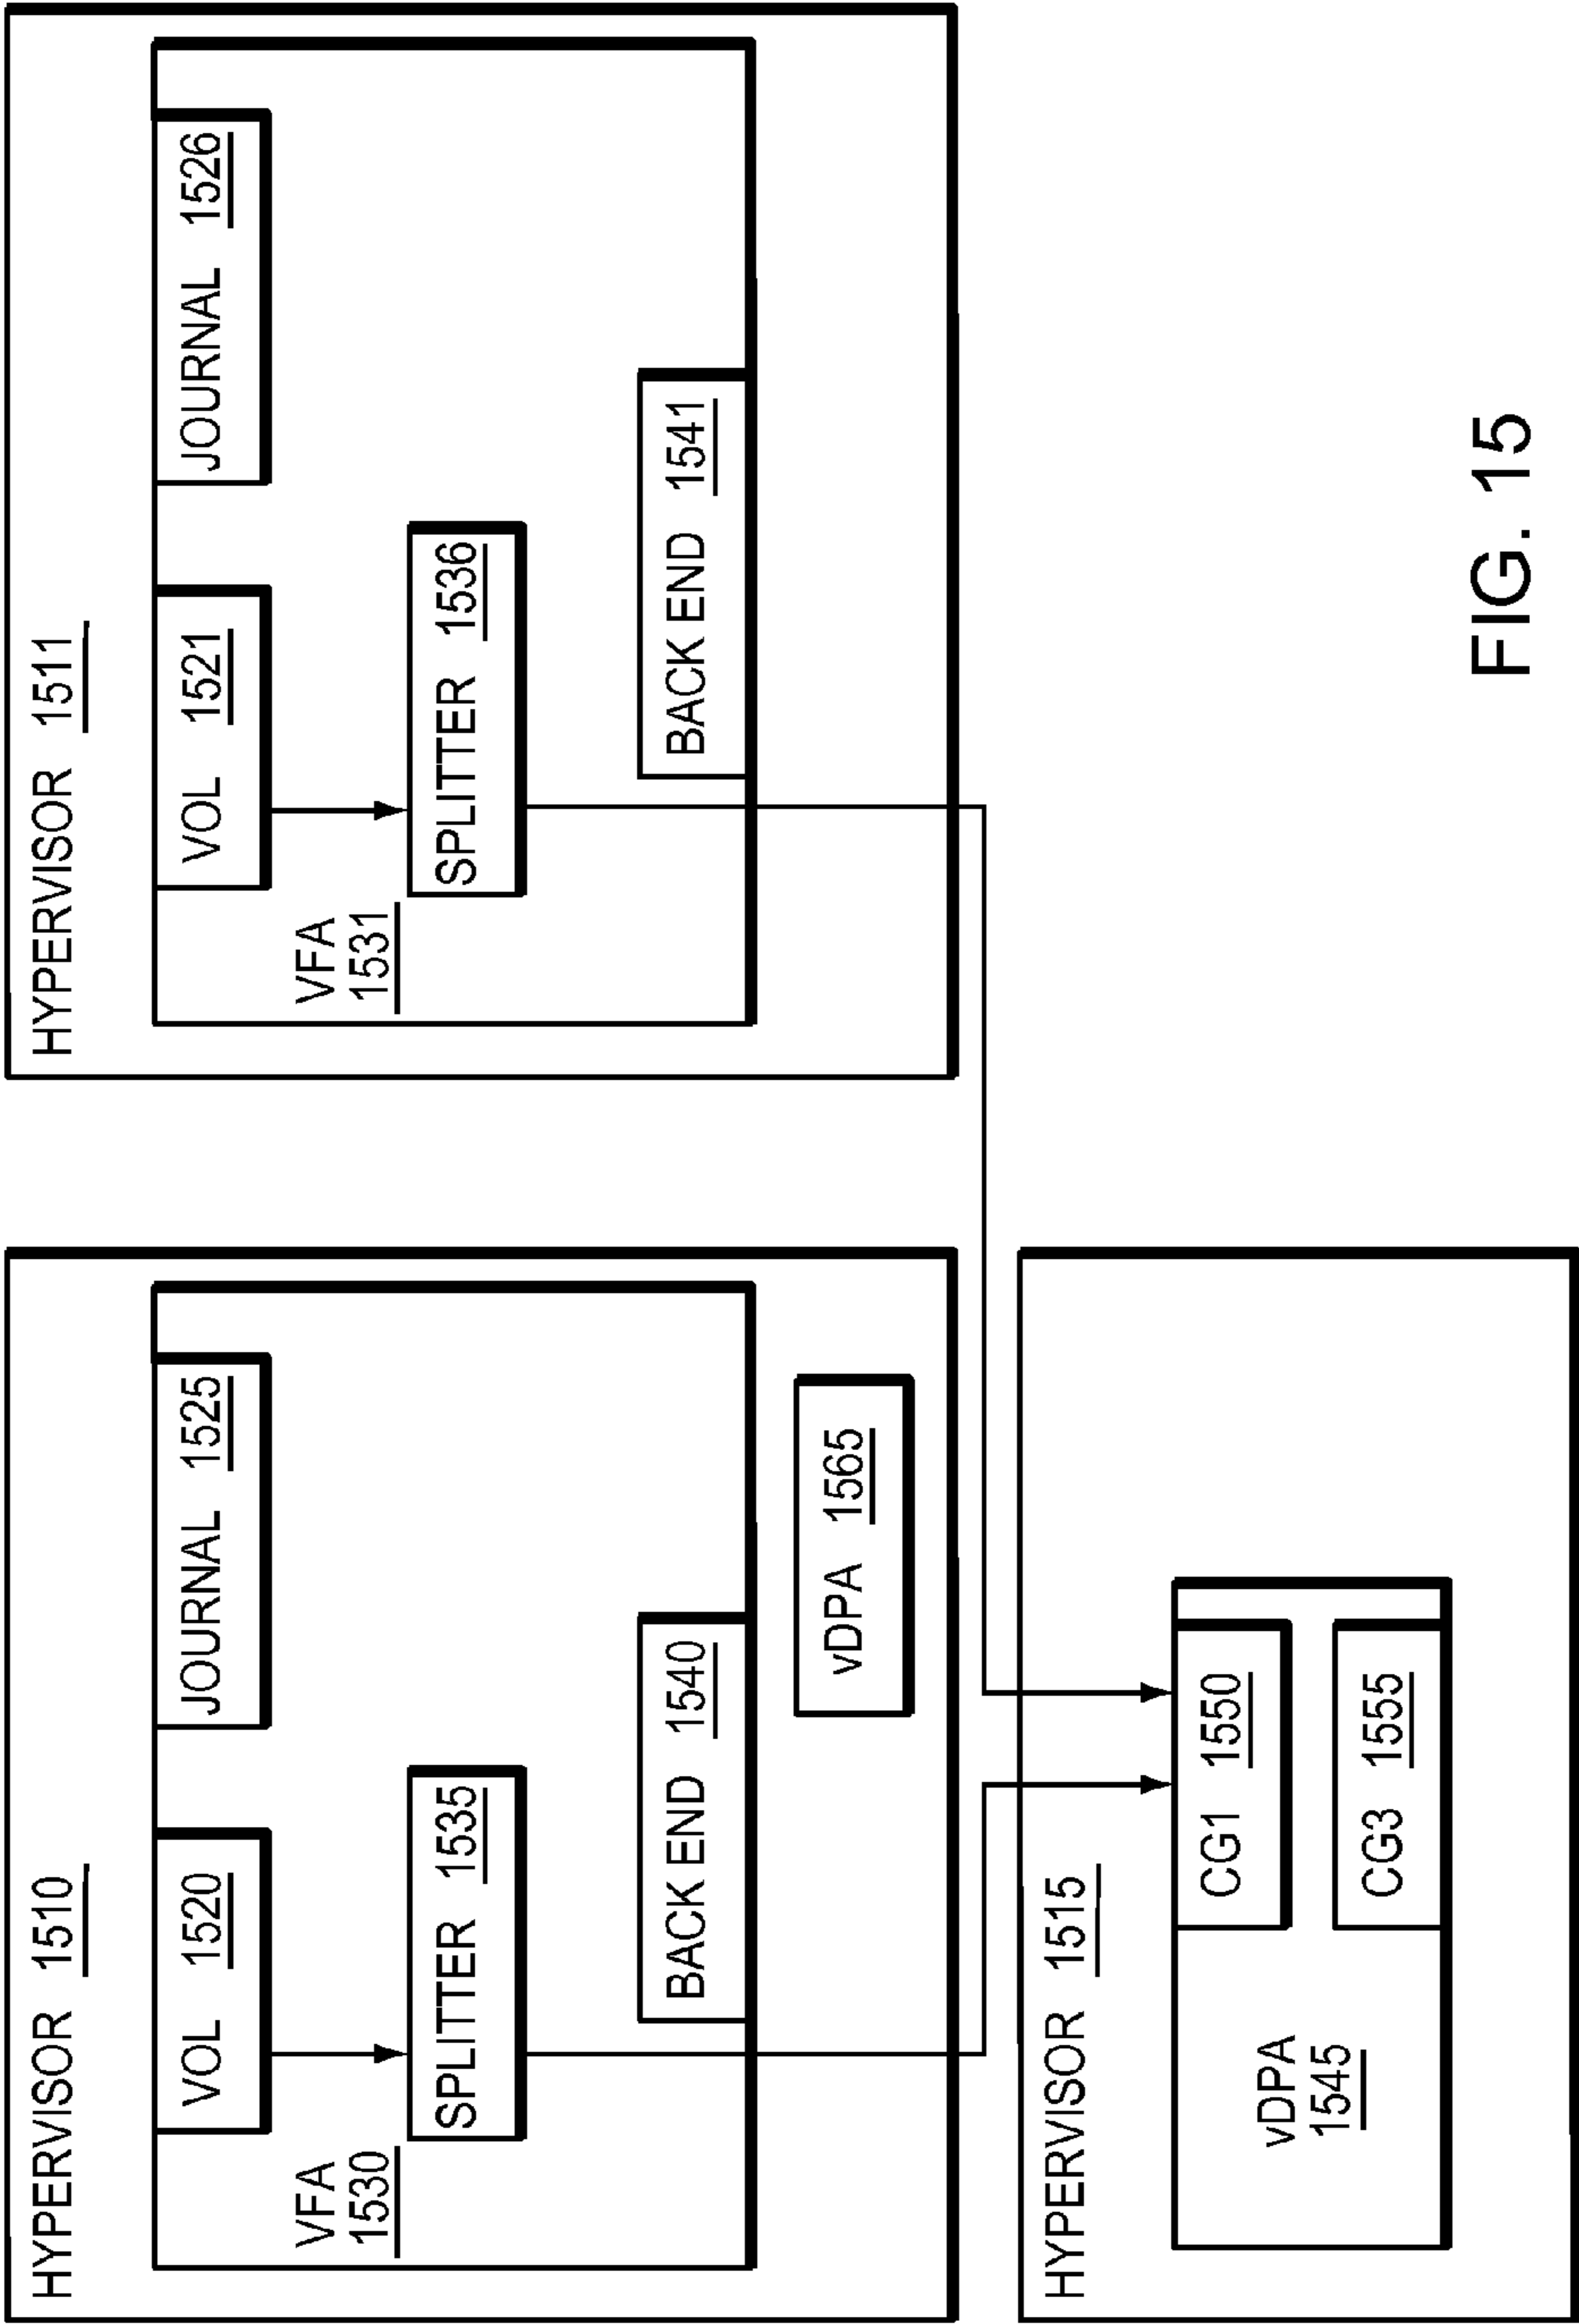 HYPERVISOR 1510
VOL 1520
JOURNAL 1525
VFA
1530
SPLITTER 1535
BACK END 1540
vDPA 1565
HYPERVISOR 1511
VOL 1521
JOURNAL 1526
VFA
1531
SPLITTER 1536
BACK END 1541
HYPERVISOR 1515
vDPA
1545
CG1 1550
CG3 1555
FIG. 15